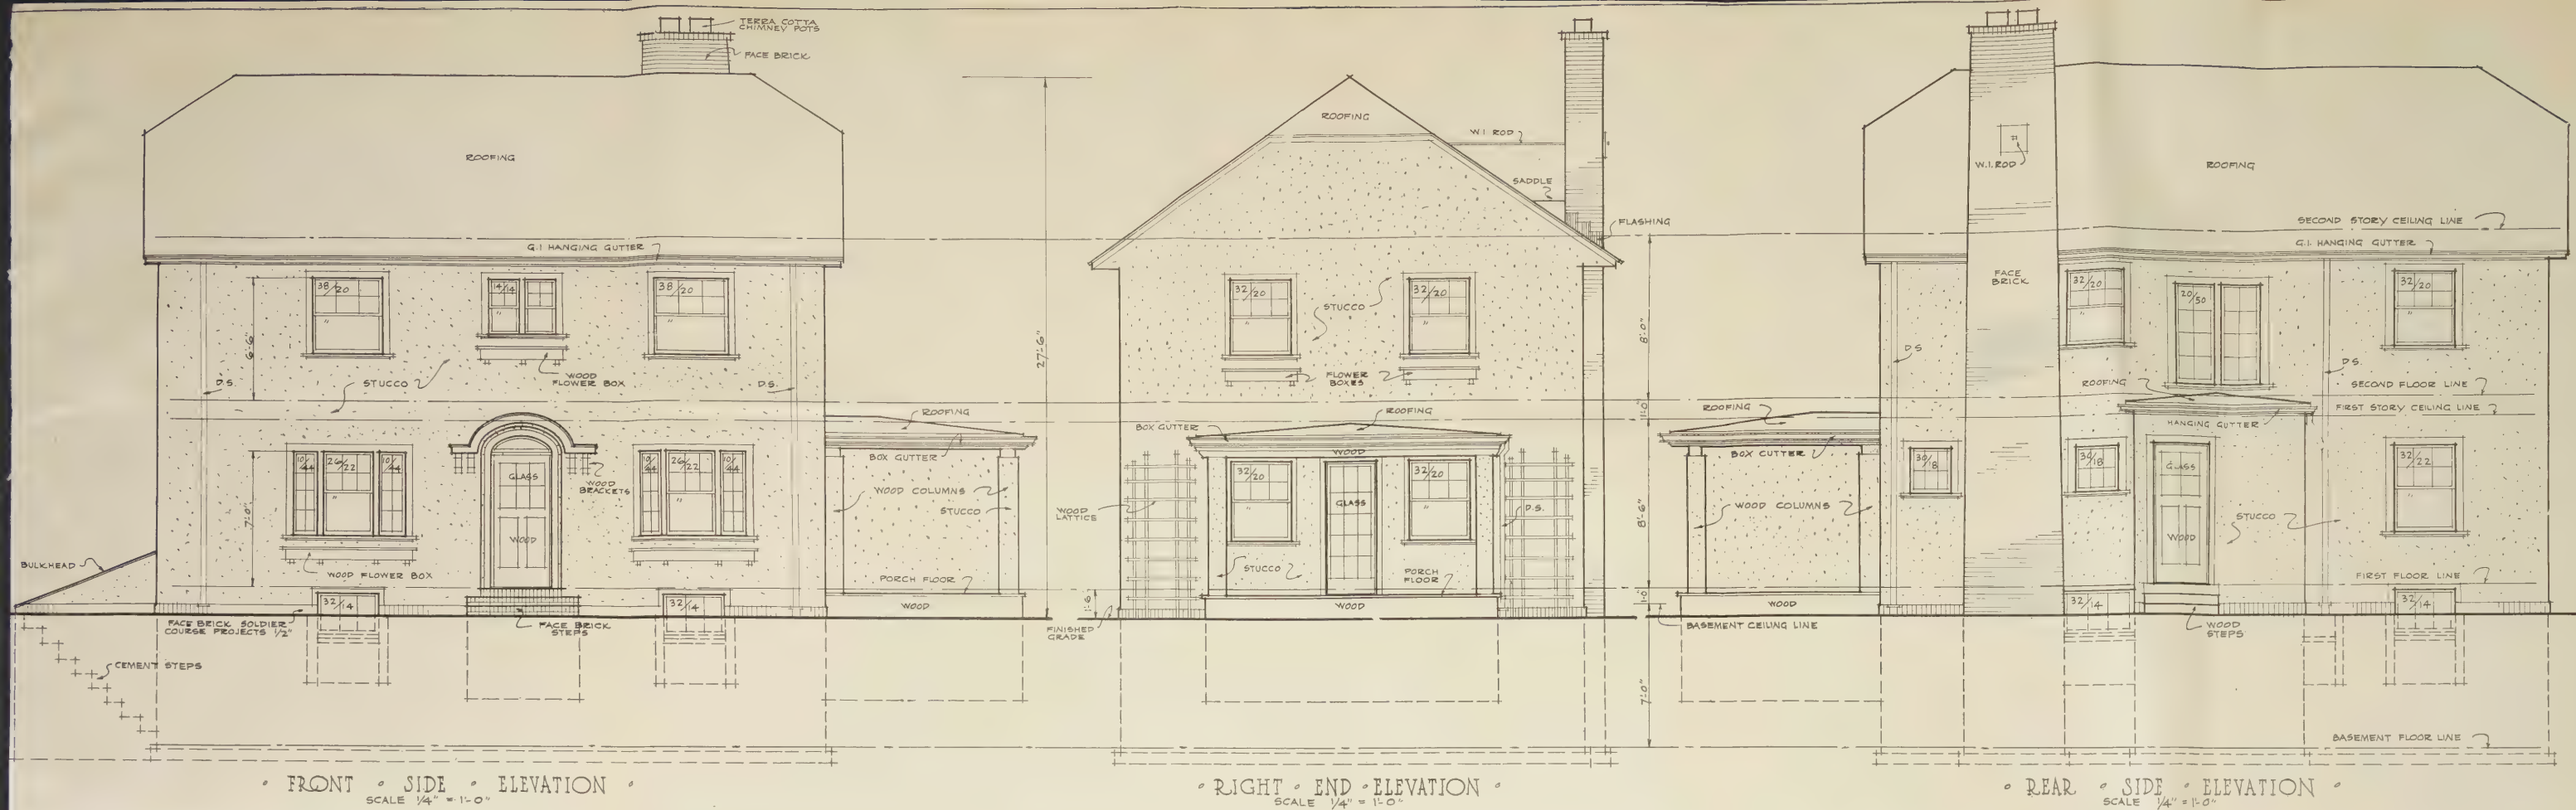 TERRA COTTA
CHIMNEY POTS
FACE BRICK
ROOFING
G.I. HANGING GUTTER
38/20
"
14/14
38/20
"
6'-6"
WOOD
FLOWER BOX
D.S.
STUCCO
D.S.
ROOFING
BOX GUTTER
10/44
26/22
10/44
"
GLASS
WOOD
BRACKETS
10/44
26/22
10/44
"
WOOD COLUMNS
STUCCO
7'-0"
WOOD
BULKHEAD
WOOD FLOWER BOX
PORCH FLOOR
32/14
32/14
WOOD
1'-0"
FACE BRICK SOLDIER
COURSE PROJECTS 1/2"
FACE BRICK
STEPS
FINISHED
GRADE
CEMENT STEPS
FRONT SIDE ELEVATION
SCALE 1/4" = 1'-0"
27'-6"
ROOFING
W.I. ROD
SADDLE
FLASHING
32/20
"
32/20
"
STUCCO
8'-0"
FLOWER
BOXES
1'-0"
BOX GUTTER
ROOFING
WOOD
32/20
32/20
GLASS
WOOD
LATTICE
D.S.
8'-6"
STUCCO
PORCH
FLOOR
WOOD
1'-0"
7'-0"
RIGHT END ELEVATION
SCALE 1/4" = 1'-0"
W.I. ROD
ROOFING
SECOND STORY CEILING LINE
G.I. HANGING GUTTER
FACE
BRICK
32/20
"
20/50
32/20
"
D.S.
D.S.
ROOFING
SECOND FLOOR LINE
ROOFING
FIRST STORY CEILING LINE
HANGING GUTTER
BOX GUTTER
30/18
30/18
GLASS
32/22
"
WOOD COLUMNS
STUCCO
WOOD
FIRST FLOOR LINE
WOOD
32/14
32/14
BASEMENT CEILING LINE
WOOD
STEPS
BASEMENT FLOOR LINE
REAR SIDE ELEVATION
SCALE 1/4" = 1'-0"